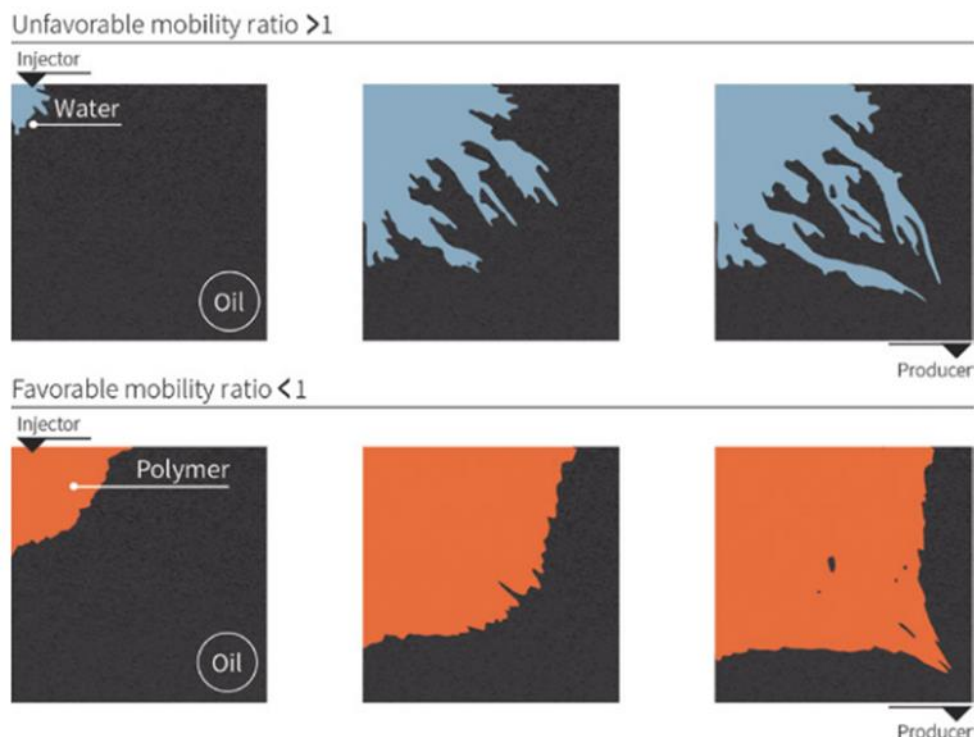 Unfavorable mobility ratio >1
Injector
Water
Oil
Producer
Favorable mobility ratio <1
Injector
Polymer
Oil
Producer